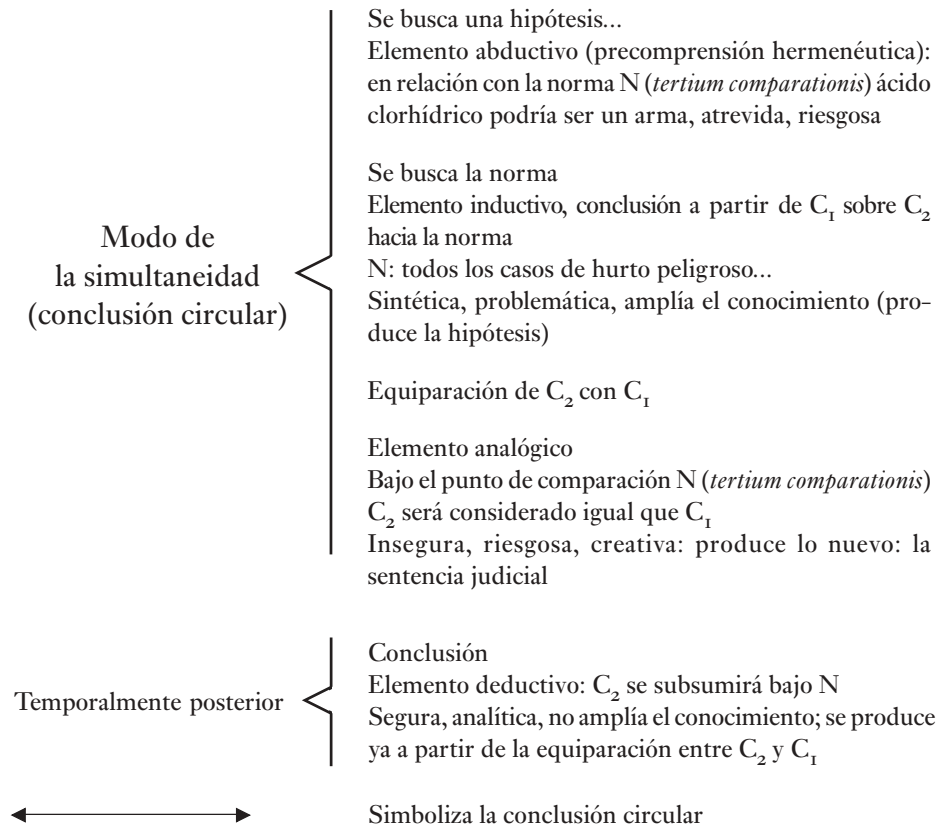 Se busca una hipótesis...
Elemento abductivo (precomprensión hermenéutica):
en relación con la norma N (tertium comparationis) ácido
clorhídrico podría ser un arma, atrevida, riesgosa
Se busca la norma
Elemento inductivo, conclusión a partir de C₁ sobre C₂
hacia la norma
N: todos los casos de hurto peligroso...
Sintética, problemática, amplía el conocimiento (pro-
duce la hipótesis)
Equiparación de C₂ con C₁
Elemento analógico
Bajo el punto de comparación N (tertium comparationis)
C₂ será considerado igual que C₁
Insegura, riesgosa, creativa: produce lo nuevo: la
sentencia judicial
Modo de
la simultaneidad
(conclusión circular)
Conclusión
Elemento deductivo: C₂ se subsumirá bajo N
Segura, analítica, no amplía el conocimiento; se produce
ya a partir de la equiparación entre C₂ y C₁
Temporalmente posterior
Simboliza la conclusión circular